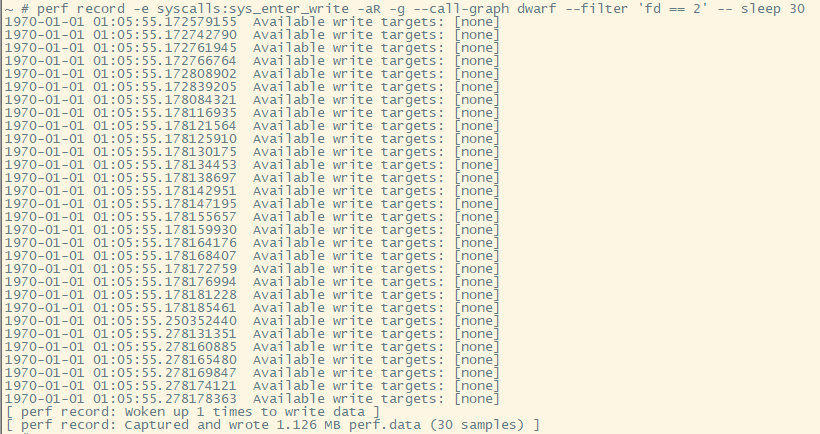 ~ # perf record -e syscalls:sys_enter_write -aR -g --call-graph dwarf --filter 'fd == 2' -- sleep 30
1970-01-01 01:05:55.172579155  Available write targets: [none]
1970-01-01 01:05:55.172742790  Available write targets: [none]
1970-01-01 01:05:55.172761945  Available write targets: [none]
1970-01-01 01:05:55.172766764  Available write targets: [none]
1970-01-01 01:05:55.172808902  Available write targets: [none]
1970-01-01 01:05:55.172839205  Available write targets: [none]
1970-01-01 01:05:55.178084321  Available write targets: [none]
1970-01-01 01:05:55.178116935  Available write targets: [none]
1970-01-01 01:05:55.178121564  Available write targets: [none]
1970-01-01 01:05:55.178125910  Available write targets: [none]
1970-01-01 01:05:55.178130175  Available write targets: [none]
1970-01-01 01:05:55.178134453  Available write targets: [none]
1970-01-01 01:05:55.178138697  Available write targets: [none]
1970-01-01 01:05:55.178142951  Available write targets: [none]
1970-01-01 01:05:55.178147195  Available write targets: [none]
1970-01-01 01:05:55.178155657  Available write targets: [none]
1970-01-01 01:05:55.178159930  Available write targets: [none]
1970-01-01 01:05:55.178164176  Available write targets: [none]
1970-01-01 01:05:55.178168407  Available write targets: [none]
1970-01-01 01:05:55.178172759  Available write targets: [none]
1970-01-01 01:05:55.178176994  Available write targets: [none]
1970-01-01 01:05:55.178181228  Available write targets: [none]
1970-01-01 01:05:55.178185461  Available write targets: [none]
1970-01-01 01:05:55.250352440  Available write targets: [none]
1970-01-01 01:05:55.278131351  Available write targets: [none]
1970-01-01 01:05:55.278160885  Available write targets: [none]
1970-01-01 01:05:55.278165480  Available write targets: [none]
1970-01-01 01:05:55.278169847  Available write targets: [none]
1970-01-01 01:05:55.278174121  Available write targets: [none]
1970-01-01 01:05:55.278178363  Available write targets: [none]
[ perf record: Woken up 1 times to write data ]
[ perf record: Captured and wrote 1.126 MB perf.data (30 samples) ]